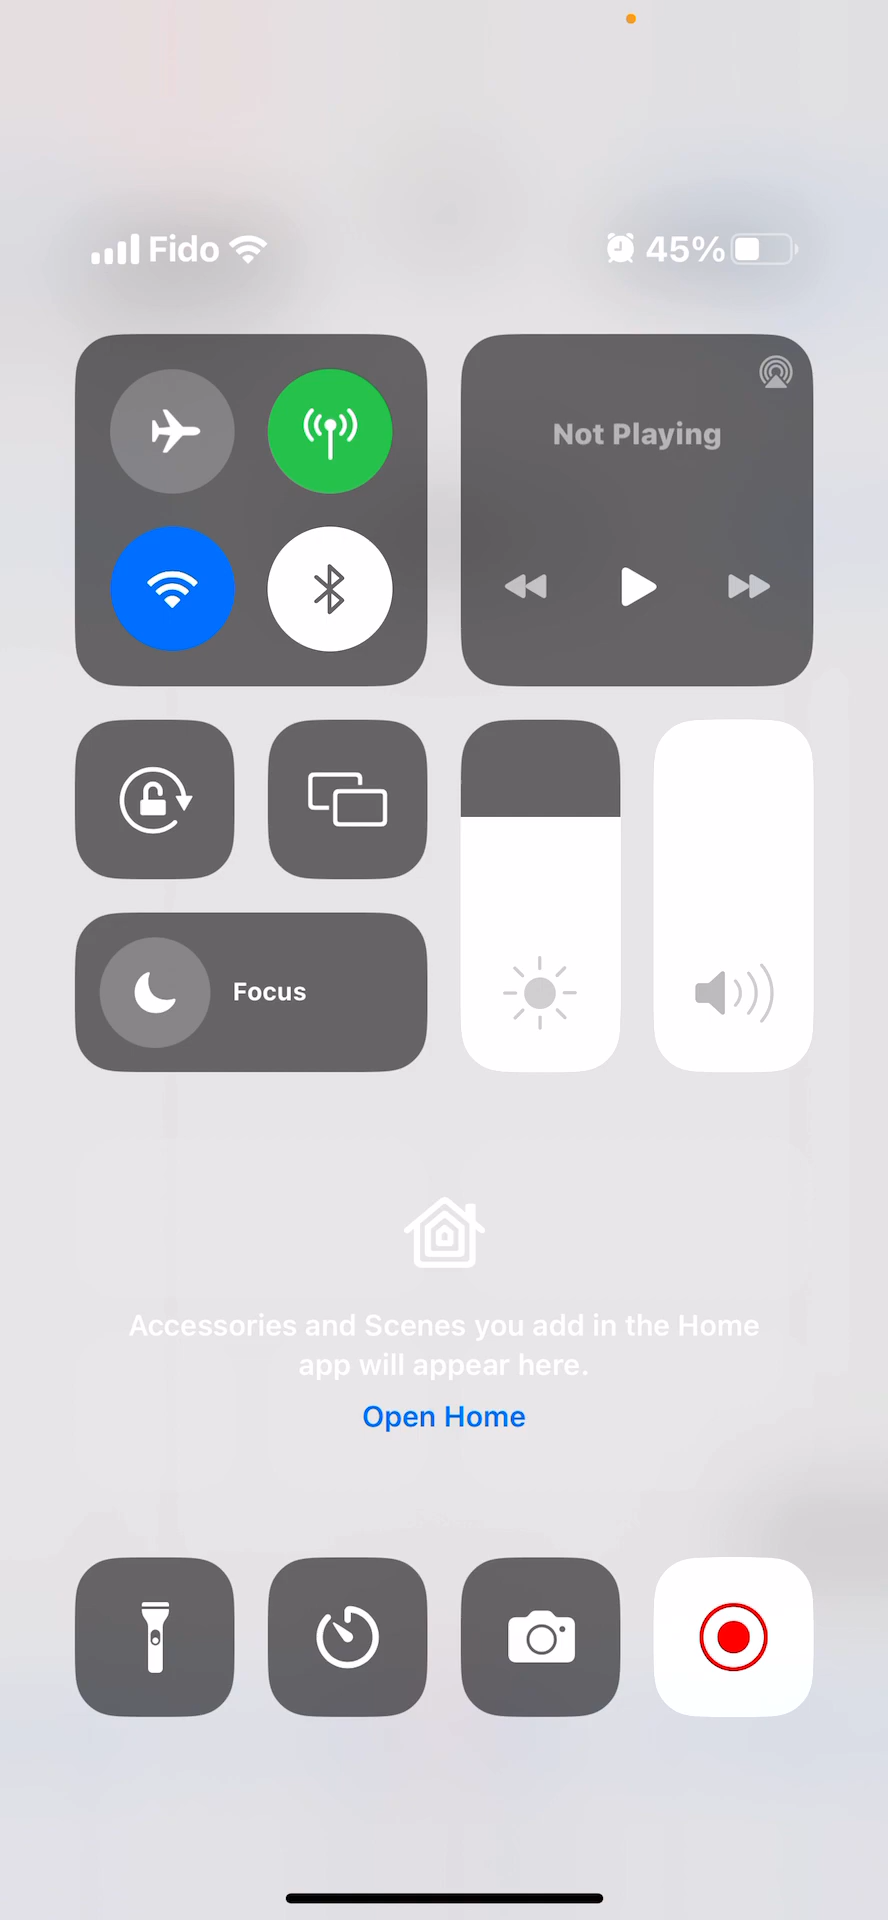 Fido
45%
Not Playing
Focus
Accessories and Scenes you add in the Home
app will appear here.
Open Home